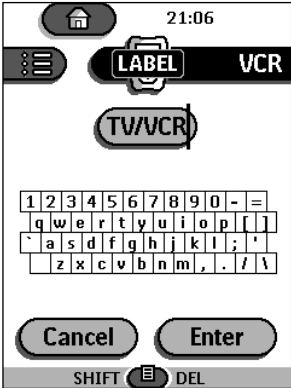 21:06
LABEL VCR
TV/VCR
1 2 3 4 5 6 7 8 9 0 - =
q w e r t y u i o p [ ]
` a s d f g h j k l ; '
z x c v b n m , . / \
Cancel Enter
SHIFT DEL